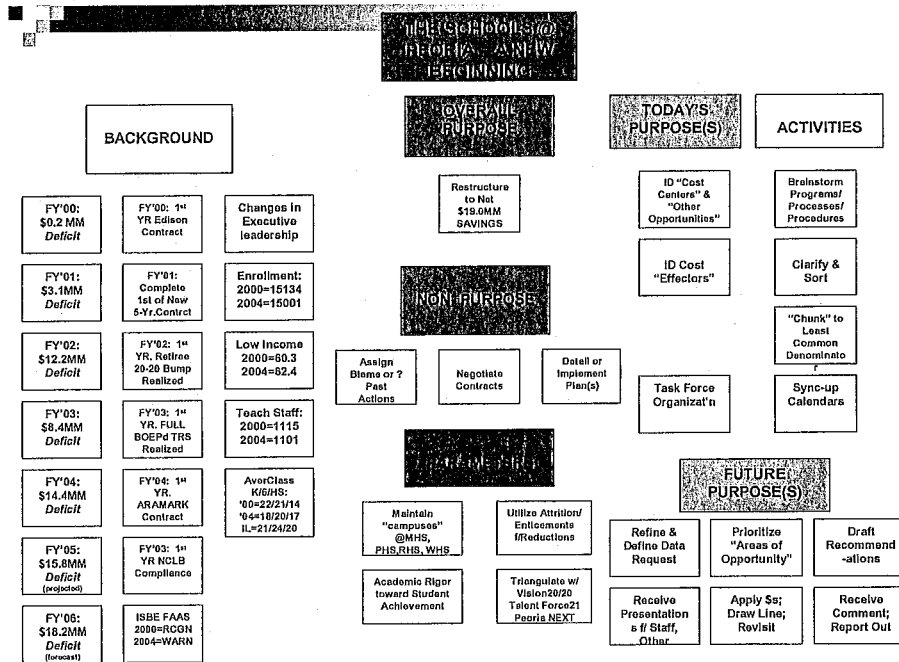 THE SCHOOLS @
PEORIA A NEW
BEGINNING
BACKGROUND
FY'00:
$0.2 MM
Deficit
FY'01:
$3.1MM
Deficit
FY'02:
$12.2MM
Deficit
FY'03:
$8.4MM
Deficit
FY'04:
$14.4MM
Deficit
FY'05:
$15.8MM
Deficit
(projected)
FY'06:
$18.2MM
Deficit
(forecast)
FY'00: 1st
YR Edison
Contract
FY'01:
Complete
1st of New
5-Yr.Contrct
FY'02: 1st
YR. Retiree
20-20 Bump
Realized
FY'03: 1st
YR. FULL
BOEPd TRS
Realized
FY'04: 1st
YR.
ARAMARK
Contract
FY'03: 1st
YR NCLB
Compliance
ISBE FAAS
2000=RCGN
2004=WARN
Changes in
Executive
leadership
Enrollment:
2000=15134
2004=15001
Low Income
2000=60.3
2004=62.4
Teach Staff:
2000=1115
2004=1101
AverClass
K/6/HS:
'00=22/21/14
'04=18/20/17
IL=21/24/20
OVERALL
PURPOSE
Restructure
to Net
$19.0MM
SAVINGS
NON PURPOSE
Assign
Blame or ?
Past
Actions
Negotiate
Contracts
Detail or
Implement
Plan(s)
Maintain
"campuses"
@MHS,
PHS,RHS, WHS
Utilize Attrition/
Enticements
f/Reductions
Academic Rigor
toward Student
Achievement
Triangulate w/
Vision20/20
Talent Force21
Peoria NEXT
TODAY'S
PURPOSE(S)
ID "Cost
Centers" &
"Other
Opportunities"
ID Cost
"Effectors"
Task Force
Organizat'n
ACTIVITIES
Brainstorm
Programs/
Processes/
Procedures
Clarify &
Sort
"Chunk" to
Least
Common
Denominato
r
Sync-up
Calendars
FUTURE
PURPOSE(S)
Refine &
Define Data
Request
Prioritize
"Areas of
Opportunity"
Draft
Recommend
-ations
Receive
Presentation
s f/ Staff,
Other
Apply $s;
Draw Line;
Revisit
Receive
Comment;
Report Out